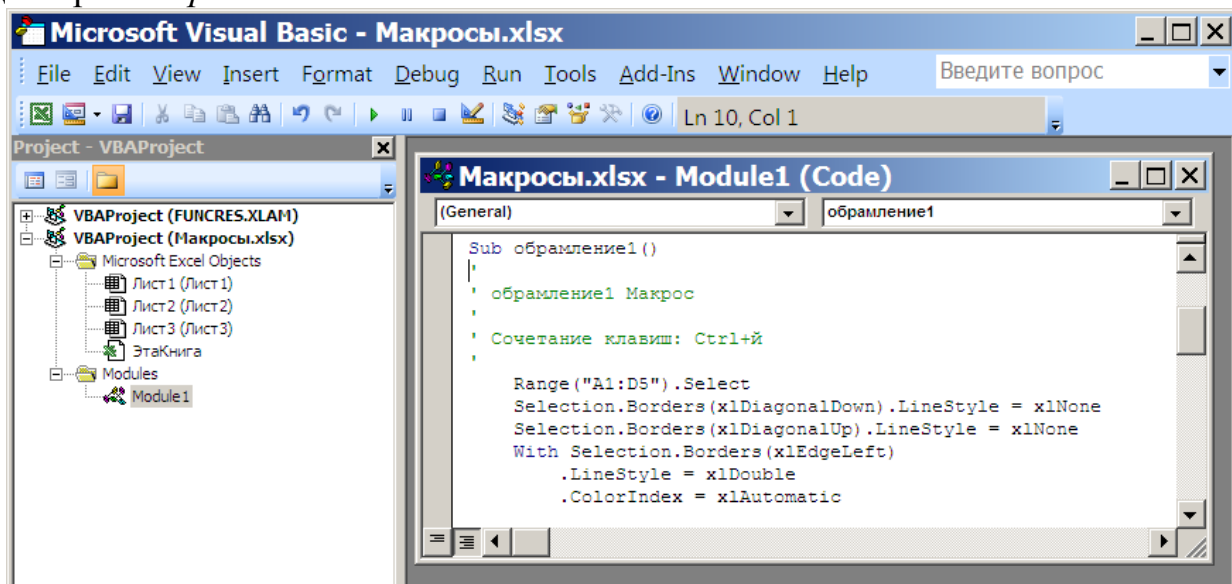 Microsoft Visual Basic - Макросы.xlsx
File Edit View Insert Format Debug Run Tools Add-Ins Window Help Введите вопрос
Ln 10, Col 1
Project - VBAProject
VBAProject (FUNCRES.XLAM)
VBAProject (Макросы.xlsx)
Microsoft Excel Objects
Лист1 (Лист1)
Лист2 (Лист2)
Лист3 (Лист3)
ЭтаКнига
Modules
Module1
Макросы.xlsx - Module1 (Code)
(General) обрамление1
Sub обрамление1()
'
' обрамление1 Макрос
'
' Сочетание клавиш: Ctrl+й
'
Range("A1:D5").Select
Selection.Borders(xlDiagonalDown).LineStyle = xlNone
Selection.Borders(xlDiagonalUp).LineStyle = xlNone
With Selection.Borders(xlEdgeLeft)
.LineStyle = xlDouble
.ColorIndex = xlAutomatic